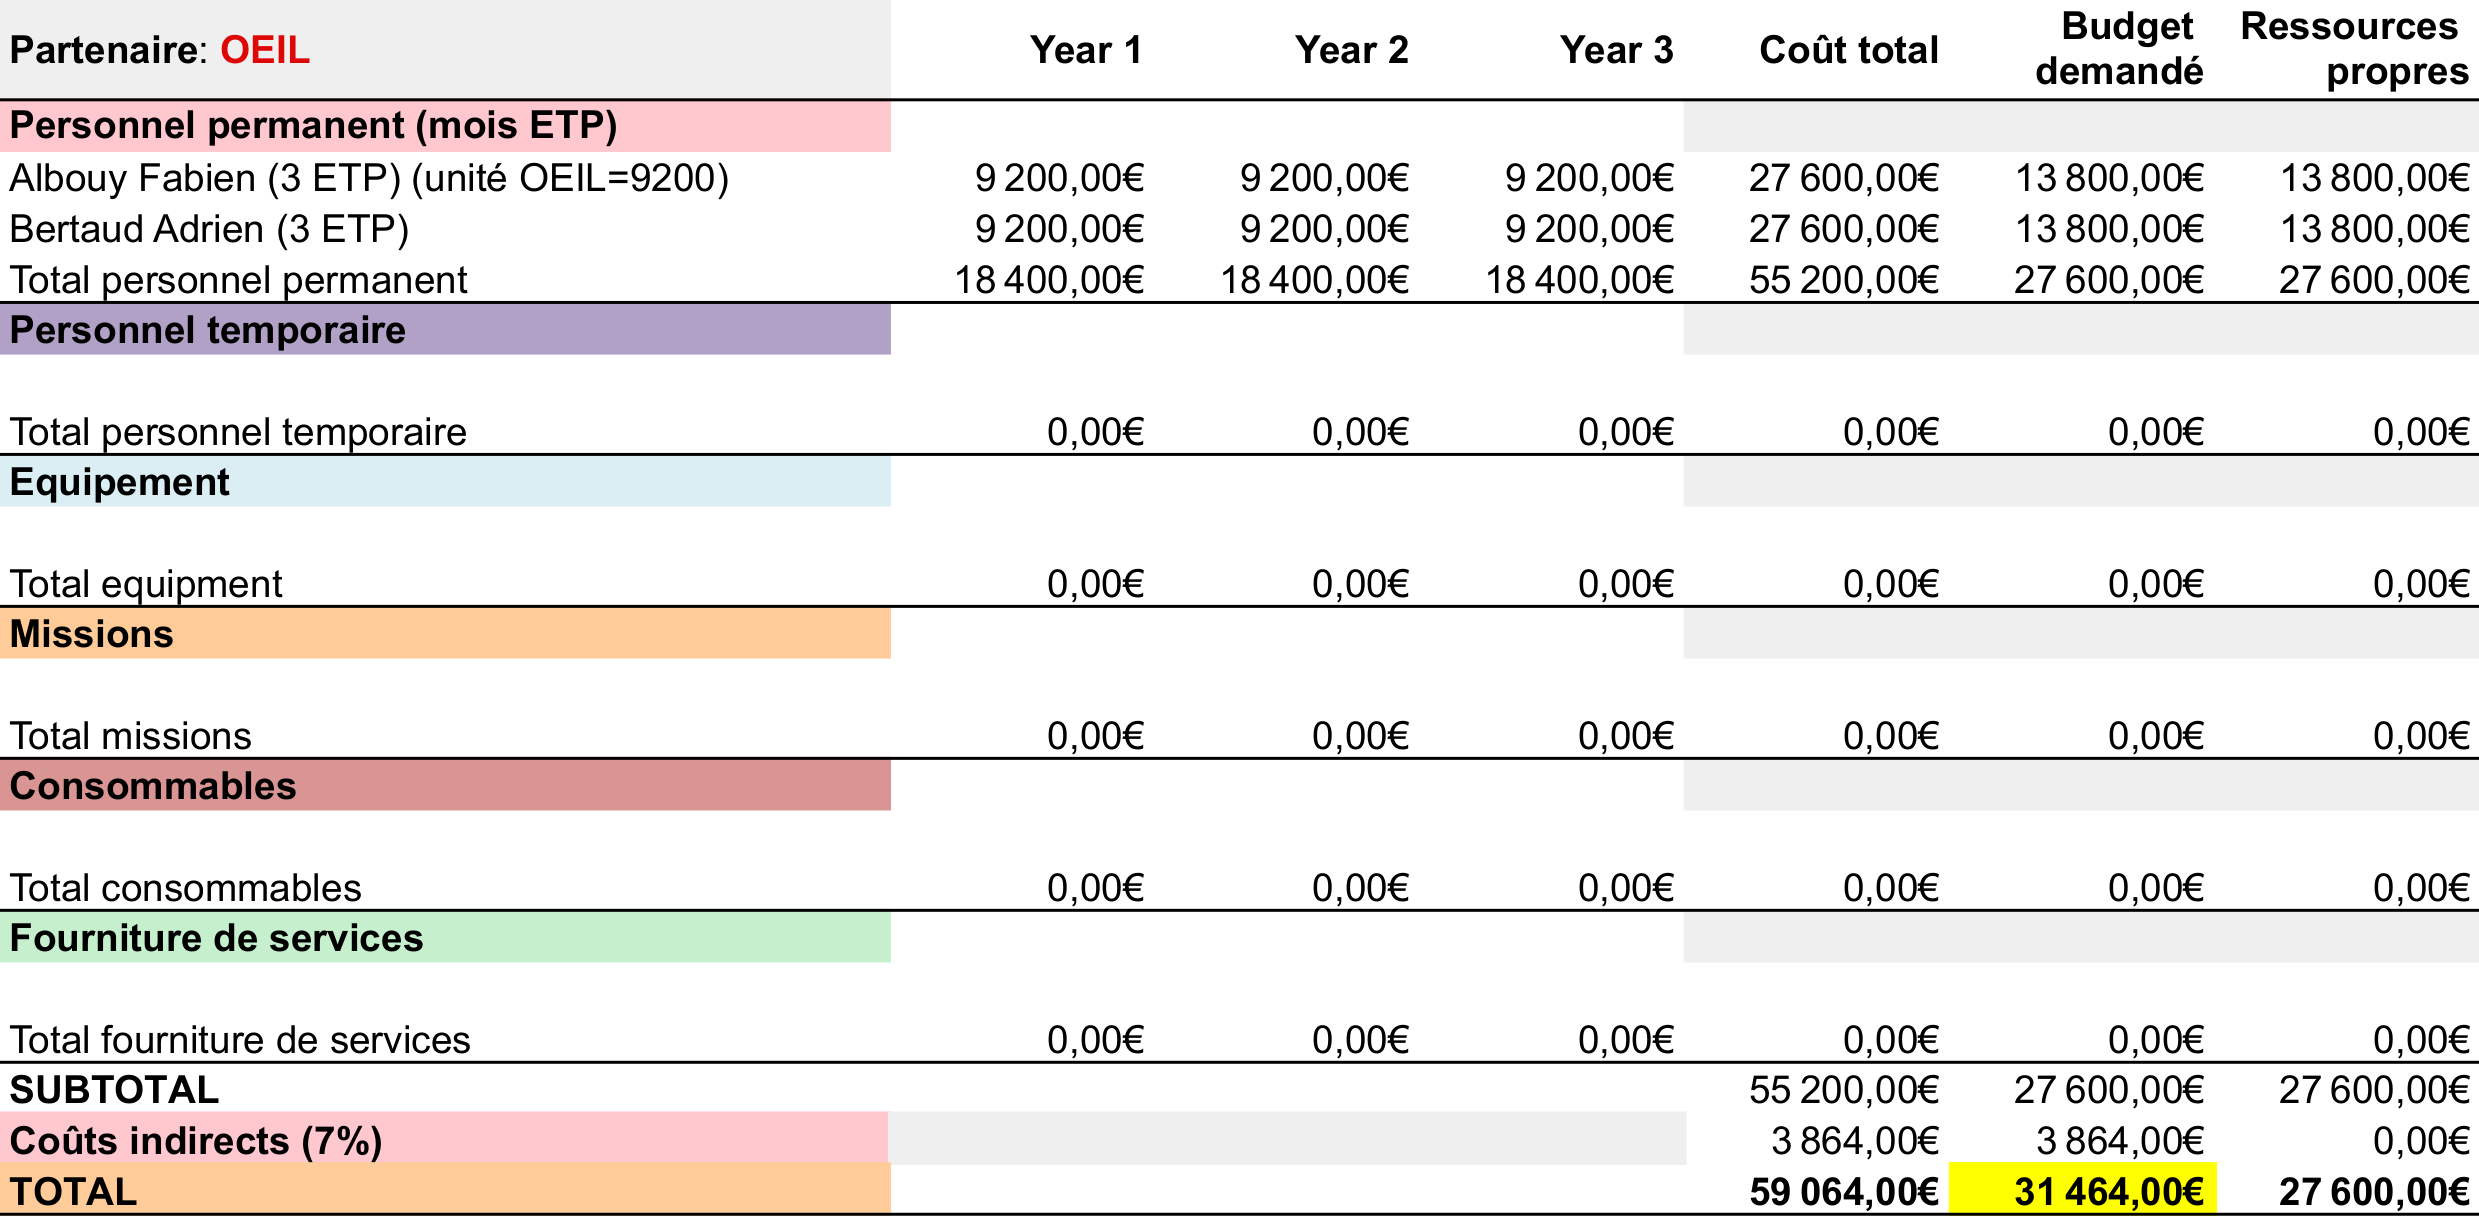 Partenaire: OEIL Year 1 Year 2 Year 3 Coût total Budget demandé Ressources propres
Personnel permanent (mois ETP)
Albouy Fabien (3 ETP) (unité OEIL=9200) 9 200,00€ 9 200,00€ 9 200,00€ 27 600,00€ 13 800,00€ 13 800,00€
Bertaud Adrien (3 ETP) 9 200,00€ 9 200,00€ 9 200,00€ 27 600,00€ 13 800,00€ 13 800,00€
Total personnel permanent 18 400,00€ 18 400,00€ 18 400,00€ 55 200,00€ 27 600,00€ 27 600,00€
Personnel temporaire
Total personnel temporaire 0,00€ 0,00€ 0,00€ 0,00€ 0,00€ 0,00€
Equipement
Total equipment 0,00€ 0,00€ 0,00€ 0,00€ 0,00€ 0,00€
Missions
Total missions 0,00€ 0,00€ 0,00€ 0,00€ 0,00€ 0,00€
Consommables
Total consommables 0,00€ 0,00€ 0,00€ 0,00€ 0,00€ 0,00€
Fourniture de services
Total fourniture de services 0,00€ 0,00€ 0,00€ 0,00€ 0,00€ 0,00€
SUBTOTAL 55 200,00€ 27 600,00€ 27 600,00€
Coûts indirects (7%) 3 864,00€ 3 864,00€ 0,00€
TOTAL 59 064,00€ 31 464,00€ 27 600,00€